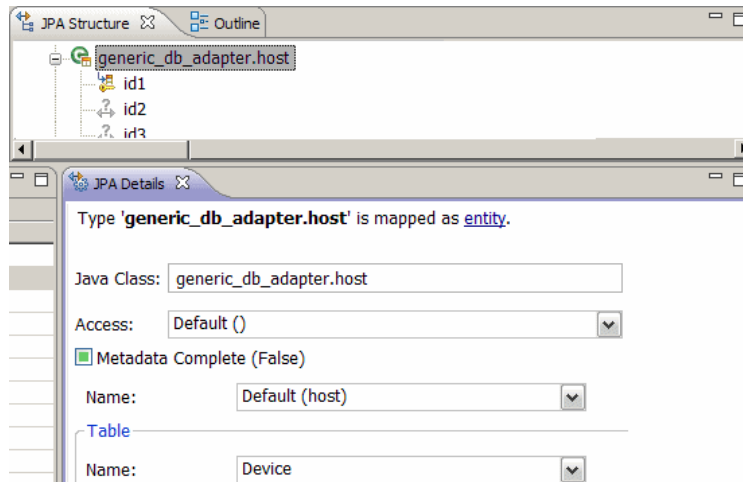 JPA Structure Outline
generic_db_adapter.host
id1
id2
id3
JPA Details
Type 'generic_db_adapter.host' is mapped as entity.
Java Class: generic_db_adapter.host
Access: Default ()
Metadata Complete (False)
Name: Default (host)
Table
Name: Device